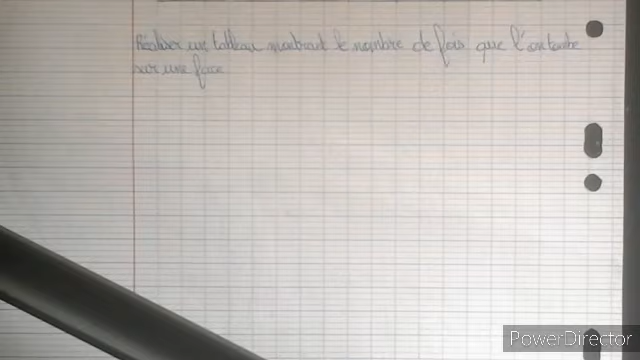 Réaliser un tableau montrant le nombre de fois que l'on tombe
sur une face
PowerDirector